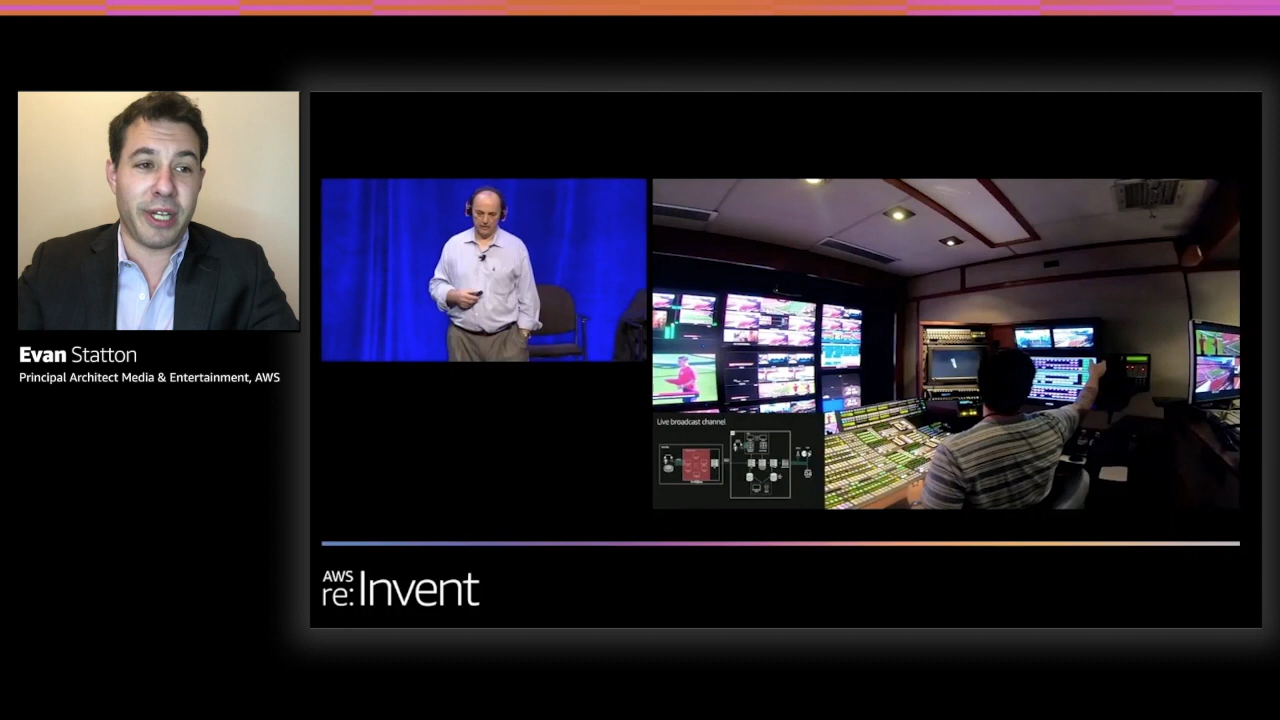 Evan Statton
Principal Architect Media & Entertainment, AWS
Live broadcast channel
AWS
re:Invent